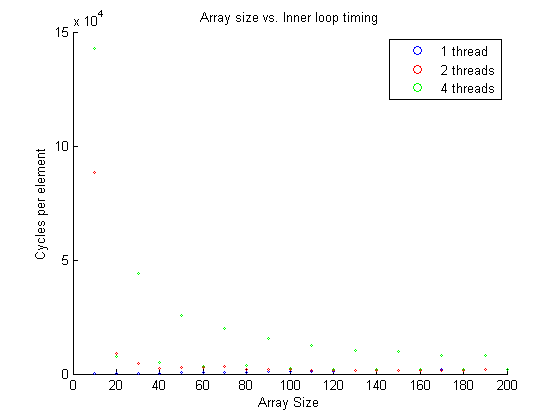 x 10^4
Array size vs. Inner loop timing
15
10
5
0
Cycles per element
1 thread
2 threads
4 threads
0 20 40 60 80 100 120 140 160 180 200
Array Size